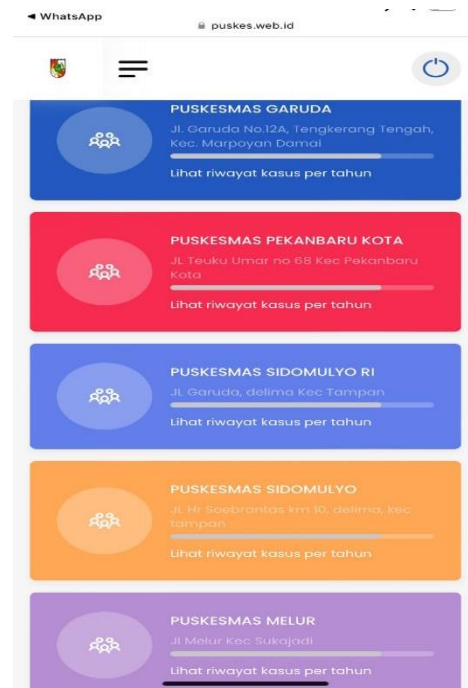 ◄ WhatsApp
puskes.web.id
PUSKESMAS GARUDA
Jl. Garuda No.12A, Tengkerang Tengah,
Kec. Marpoyan Damai
Lihat riwayat kasus per tahun
PUSKESMAS PEKANBARU KOTA
JL Teuku Umar no 68 Kec Pekanbaru
Kota
Lihat riwayat kasus per tahun
PUSKESMAS SIDOMULYO RI
JL Garuda, delima Kec Tampan
Lihat riwayat kasus per tahun
PUSKESMAS SIDOMULYO
JL Hr Soebrantas km 10, delima, kec
tampan
Lihat riwayat kasus per tahun
PUSKESMAS MELUR
Jl Melur Kec Sukajadi
Lihat riwayat kasus per tahun